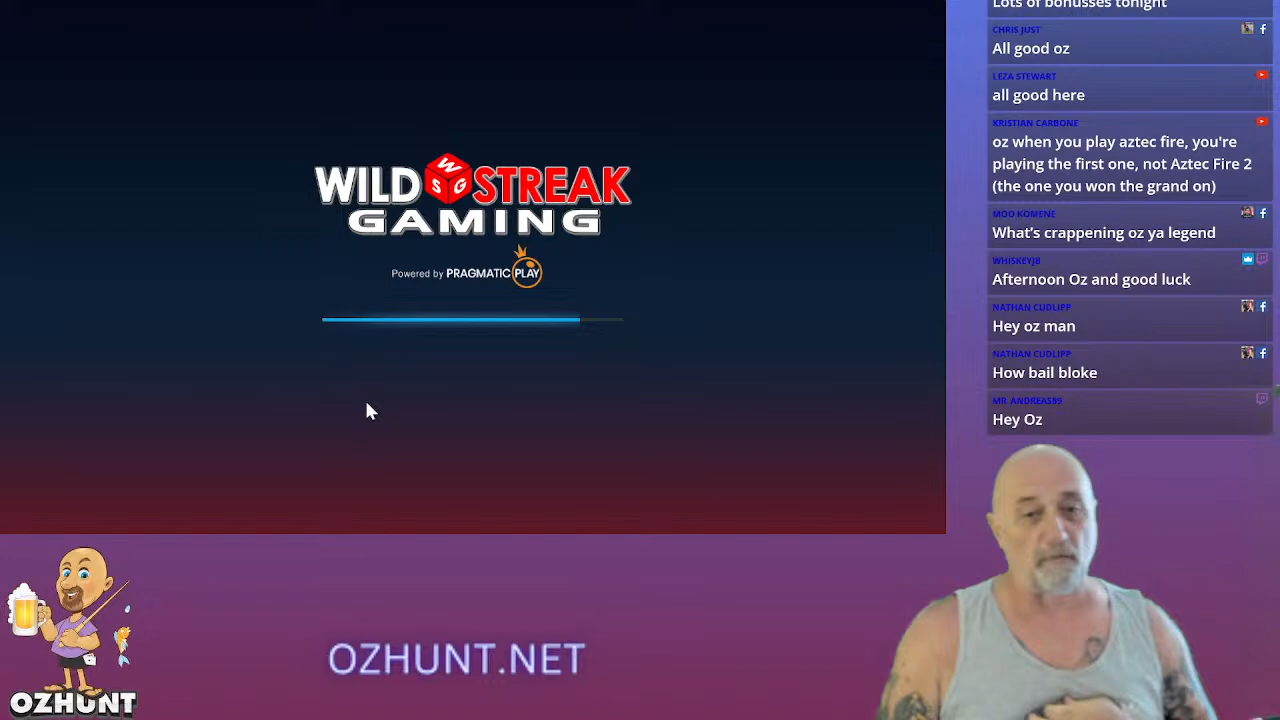 WILD WSG STREAK
GAMING
Powered by PRAGMATIC PLAY
Lots of bonusses tonight
CHRIS JUST
All good oz
LEZA STEWART
all good here
KRISTIAN CARBONE
oz when you play aztec fire, you're
playing the first one, not Aztec Fire 2
(the one you won the grand on)
MOO KOMENE
What's crappening oz ya legend
WHISKEYJB
Afternoon Oz and good luck
NATHAN CUDLIPP
Hey oz man
NATHAN CUDLIPP
How bail bloke
MR_ANDREAS89
Hey Oz
OZHUNT
OZHUNT.NET